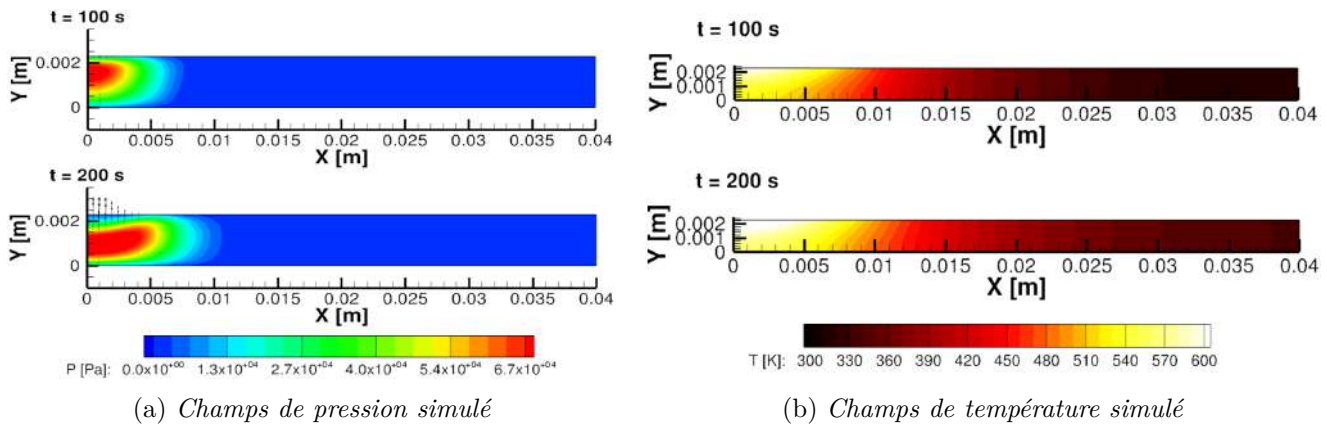 t = 100 s
Y [m]
0.002
0
0 0.005 0.01 0.015 0.02 0.025 0.03 0.035 0.04
X [m]
t = 200 s
Y [m]
0.002
0
0 0.005 0.01 0.015 0.02 0.025 0.03 0.035 0.04
X [m]
P [Pa]: 0.0x10⁺⁰⁰ 1.3x10⁺⁰⁴ 2.7x10⁺⁰⁴ 4.0x10⁺⁰⁴ 5.4x10⁺⁰⁴ 6.7x10⁺⁰⁴
(a) Champs de pression simulé
t = 100 s
Y [m]
0.002
0.001
0
0 0.005 0.01 0.015 0.02 0.025 0.03 0.035 0.04
X [m]
t = 200 s
Y [m]
0.002
0.001
0
0 0.005 0.01 0.015 0.02 0.025 0.03 0.035 0.04
X [m]
T [K]: 300 330 360 390 420 450 480 510 540 570 600
(b) Champs de température simulé